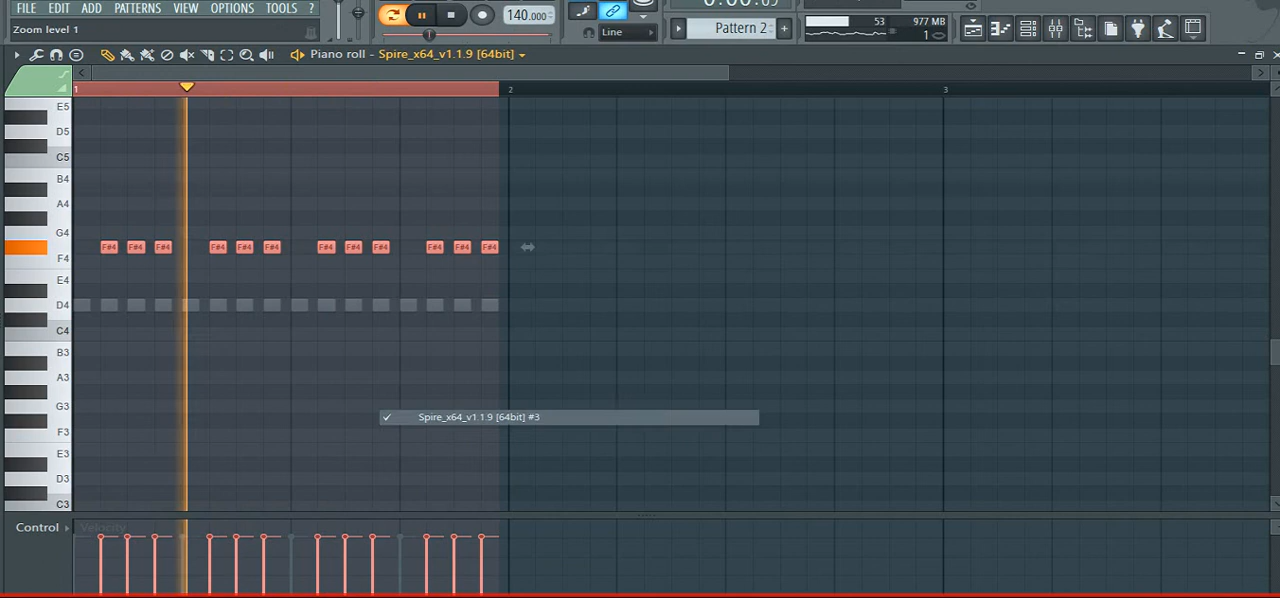 FILE EDIT ADD PATTERNS VIEW OPTIONS TOOLS ?
140.000
Zoom level 1
Line
Pattern 2
53
977 MB
1
Piano roll - Spire_x64_v1.1.9 [64bit]
1 2 3
E5
D5
C5
B4
A4
G4
F#4 F#4 F#4 F#4 F#4 F#4 F#4 F#4 F#4 F#4 F#4 F#4
F4
E4
D4
C4
B3
A3
G3
Spire_x64_v1.1.9 [64bit] #3
F3
E3
D3
C3
Control Velocity